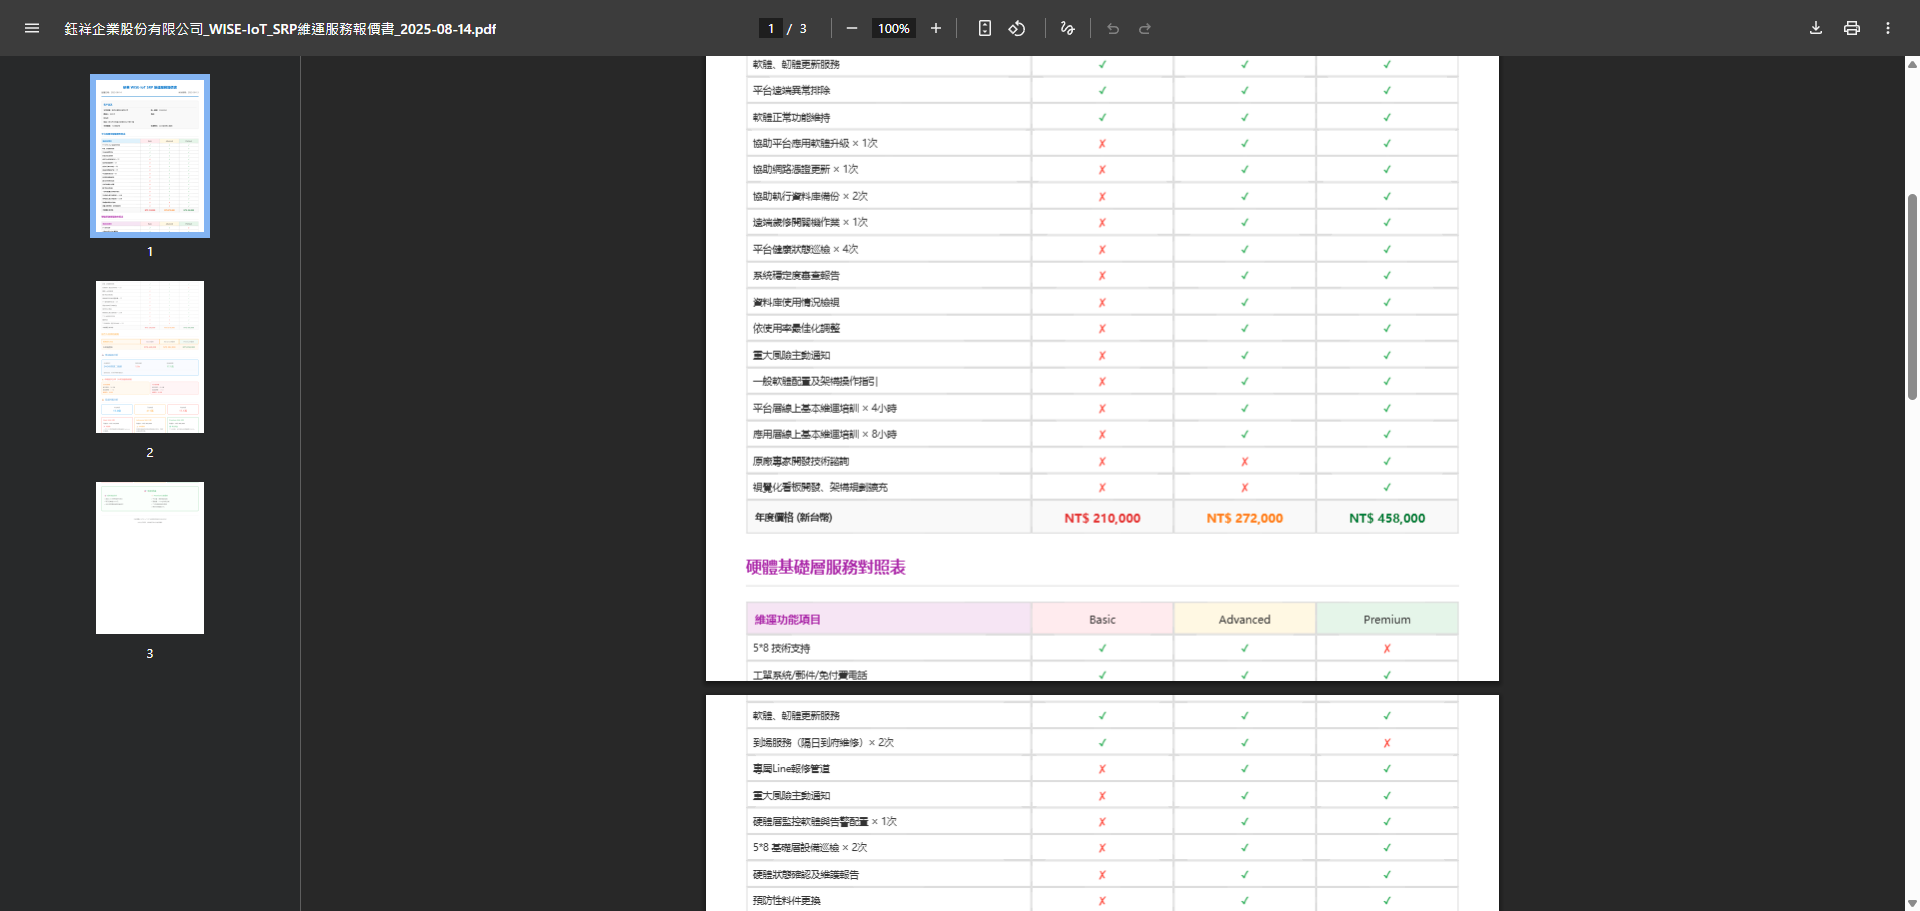 鈺祥企業股份有限公司_WISE-IoT_SRP維運服務報價書_2025-08-14.pdf
1 / 3
100%
1
2
3
軟體、韌體更新服務 ✓ ✓ ✓
平台遠端異常排除 ✓ ✓ ✓
軟體正常功能維持 ✓ ✓ ✓
協助平台應用軟體升級 × 1次 ✗ ✓ ✓
協助網路憑證更新 × 1次 ✗ ✓ ✓
協助執行資料庫備份 × 2次 ✗ ✓ ✓
遠端歲修開關機作業 × 1次 ✗ ✓ ✓
平台健康狀態巡檢 × 4次 ✗ ✓ ✓
系統穩定度審查報告 ✗ ✓ ✓
資料庫使用情況檢視 ✗ ✓ ✓
依使用率最佳化調整 ✗ ✓ ✓
重大風險主動通知 ✗ ✓ ✓
一般軟體配置及架構操作指引 ✗ ✓ ✓
平台層線上基本維運培訓 × 4小時 ✗ ✓ ✓
應用層線上基本維運培訓 × 8小時 ✗ ✓ ✓
原廠專家開發技術諮詢 ✗ ✗ ✓
視覺化看板開發、架構規劃擴充 ✗ ✗ ✓
年度價格 (新台幣) NT$ 210,000 NT$ 272,000 NT$ 458,000
硬體基礎層服務對照表
維運功能項目 Basic Advanced Premium
5*8 技術支持 ✓ ✓ ✗
工單系統/郵件/免付費電話 ✓ ✓ ✓
軟體、韌體更新服務 ✓ ✓ ✓
到場服務（隔日到府維修）× 2次 ✓ ✓ ✗
專屬Line報修管道 ✗ ✓ ✓
重大風險主動通知 ✗ ✓ ✓
硬體層監控軟體與告警配置 × 1次 ✗ ✓ ✓
5*8 基礎層設備巡檢 × 2次 ✗ ✓ ✓
硬體狀態確認及維護報告 ✗ ✓ ✓
預防性料件更換 ✗ ✓ ✓